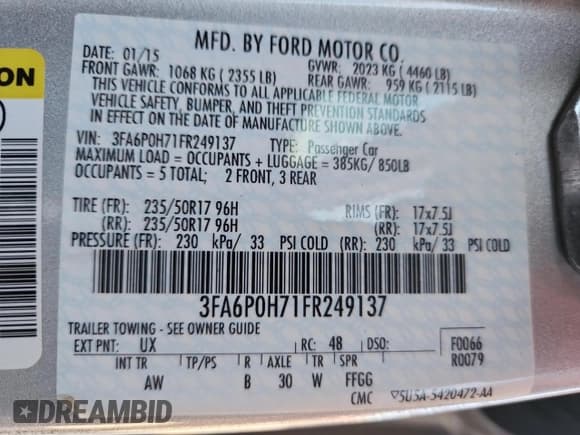 ON
MFD. BY FORD MOTOR CO.
DATE: 01/15 GVWR: 2023 KG ( 4460 LB)
FRONT GAWR: 1068 KG ( 2355 LB) REAR GAWR: 959 KG ( 2115 LB)
THIS VEHICLE CONFORMS TO ALL APPLICABLE FEDERAL MOTOR
VEHICLE SAFETY, BUMPER, AND THEFT PREVENTION STANDARDS
IN EFFECT ON THE DATE OF MANUFACTURE SHOWN ABOVE.
VIN: 3FA6P0H71FR249137 TYPE: Passenger Car
MAXIMUM LOAD = OCCUPANTS + LUGGAGE = 385KG/ 850LB
OCCUPANTS = 5 TOTAL; 2 FRONT, 3 REAR
TIRE (FR): 235/50R17 96H RIMS (FR): 17x7.5J
(RR): 235/50R17 96H (RR): 17x7.5J
PRESSURE (FR): 230 kPa/ 33 PSI COLD (RR): 230 kPa/ 33 PSI COLD
3FA6P0H71FR249137
TRAILER TOWING - SEE OWNER GUIDE
EXT PNT: UX RC: 48 DSO: F0066
R0079
INT TR TP/PS R AXLE TR SPR
AW B 30 W FFGG
CMC ▽5U5A-5420472-AA
DREAMBID